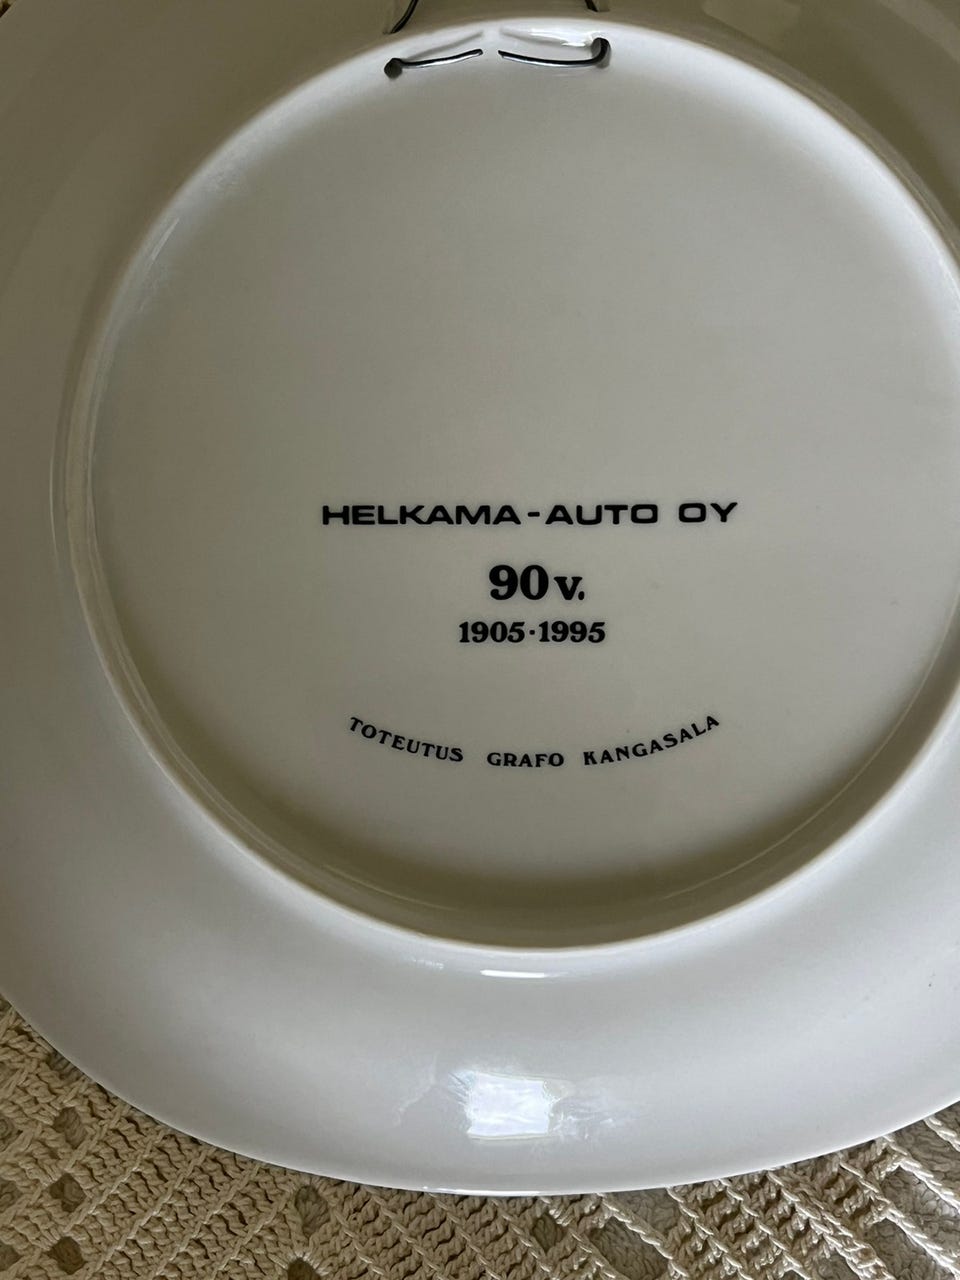 HELKAMA-AUTO OY
90 v.
1905·1995
TOTEUTUS GRAFO KANGASALA